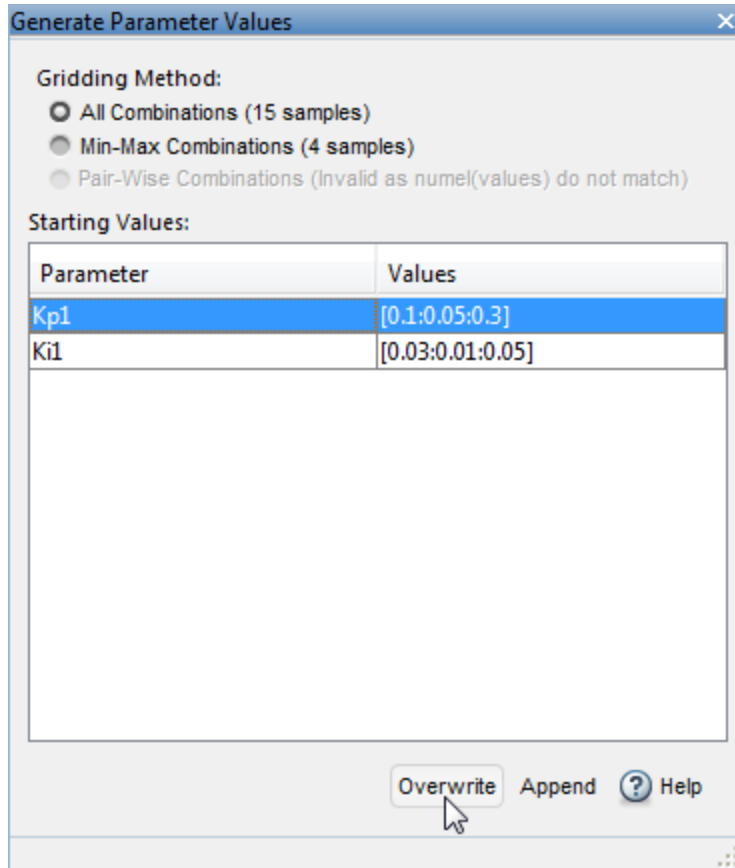 Generate Parameter Values
Gridding Method:
All Combinations (15 samples)
Min-Max Combinations (4 samples)
Pair-Wise Combinations (Invalid as numel(values) do not match)
Starting Values:
Parameter Values
Kp1 [0.1:0.05:0.3]
Ki1 [0.03:0.01:0.05]
Overwrite Append ? Help